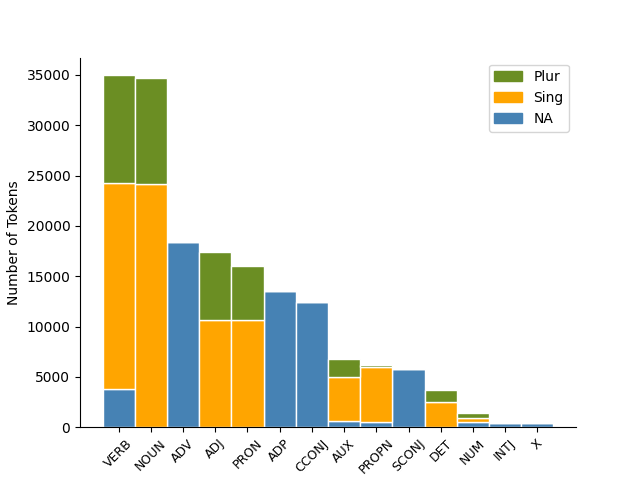 Plur
Sing
NA
Number of Tokens
35000
30000
25000
20000
15000
10000
5000
0
VERB
NOUN
ADV
ADJ
PRON
ADP
CCONJ
AUX
PROPN
SCONJ
DET
NUM
INTJ
X